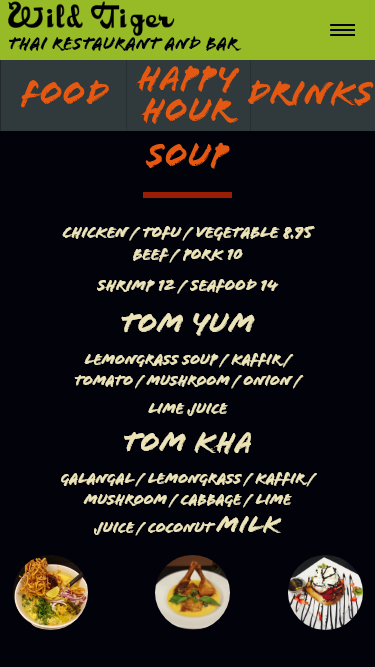 Wild Tiger
THAI RESTAURANT AND BAR
FOOD
HAPPY
HOUR
DRINKS
SOUP
CHICKEN / TOFU / VEGETABLE 8.95
BEEF / PORK 10
SHRIMP 12 / SEAFOOD 14
TOM YUM
LEMONGRASS SOUP / KAFFIR /
TOMATO / MUSHROOM / ONION /
LIME JUICE
TOM KHA
GALANGAL / LEMONGRASS / KAFFIR /
MUSHROOM / CABBAGE / LIME
JUICE / COCONUT MILK